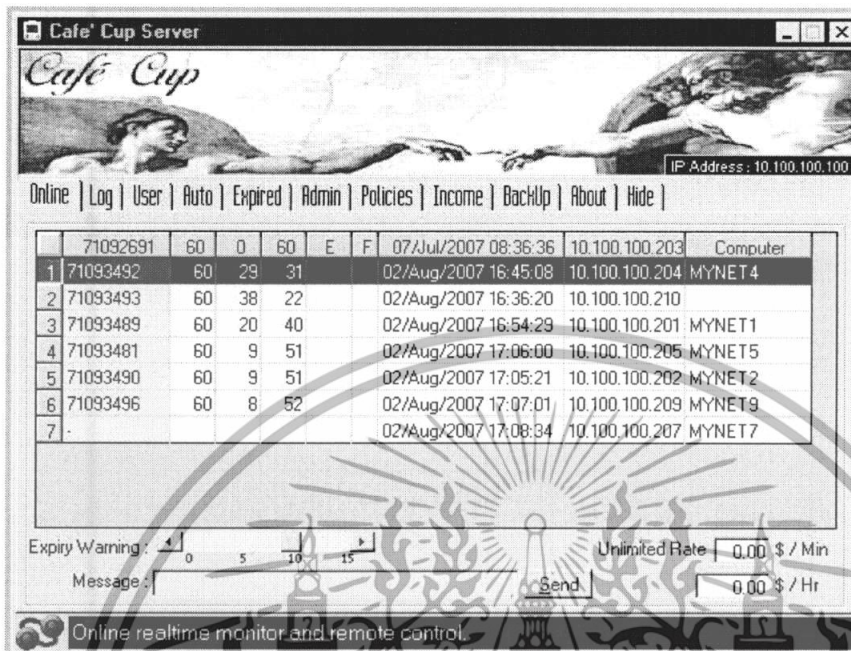 Cafe' Cup Server
Café Cup
IP Address : 10.100.100.100
Online | Log | User | Auto | Expired | Admin | Policies | Income | BackUp | About | Hide |
71092691 60 0 60 E F 07/Jul/2007 08:36:36 10.100.100.203 Computer
1 71093492 60 29 31 02/Aug/2007 16:45:08 10.100.100.204 MYNET4
2 71093493 60 38 22 02/Aug/2007 16:36:20 10.100.100.210
3 71093489 60 20 40 02/Aug/2007 16:54:29 10.100.100.201 MYNET1
4 71093481 60 9 51 02/Aug/2007 17:06:00 10.100.100.205 MYNET5
5 71093490 60 9 51 02/Aug/2007 17:05:21 10.100.100.202 MYNET2
6 71093496 60 8 52 02/Aug/2007 17:07:01 10.100.100.209 MYNET9
7 - 02/Aug/2007 17:08:34 10.100.100.207 MYNET7
Expiry Warning : 0 5 10 15 Unlimited Rate 0.00 $ / Min
Message : Send 0.00 $ / Hr
Online realtime monitor and remote control.